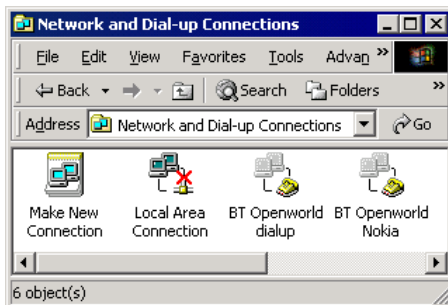 Network and Dial-up Connections
File Edit View Favorites Tools Advan »
Back Search Folders »
Address Network and Dial-up Connections Go
Make New Connection
Local Area Connection
BT Openworld dialup
BT Openworld Nokia
6 object(s)